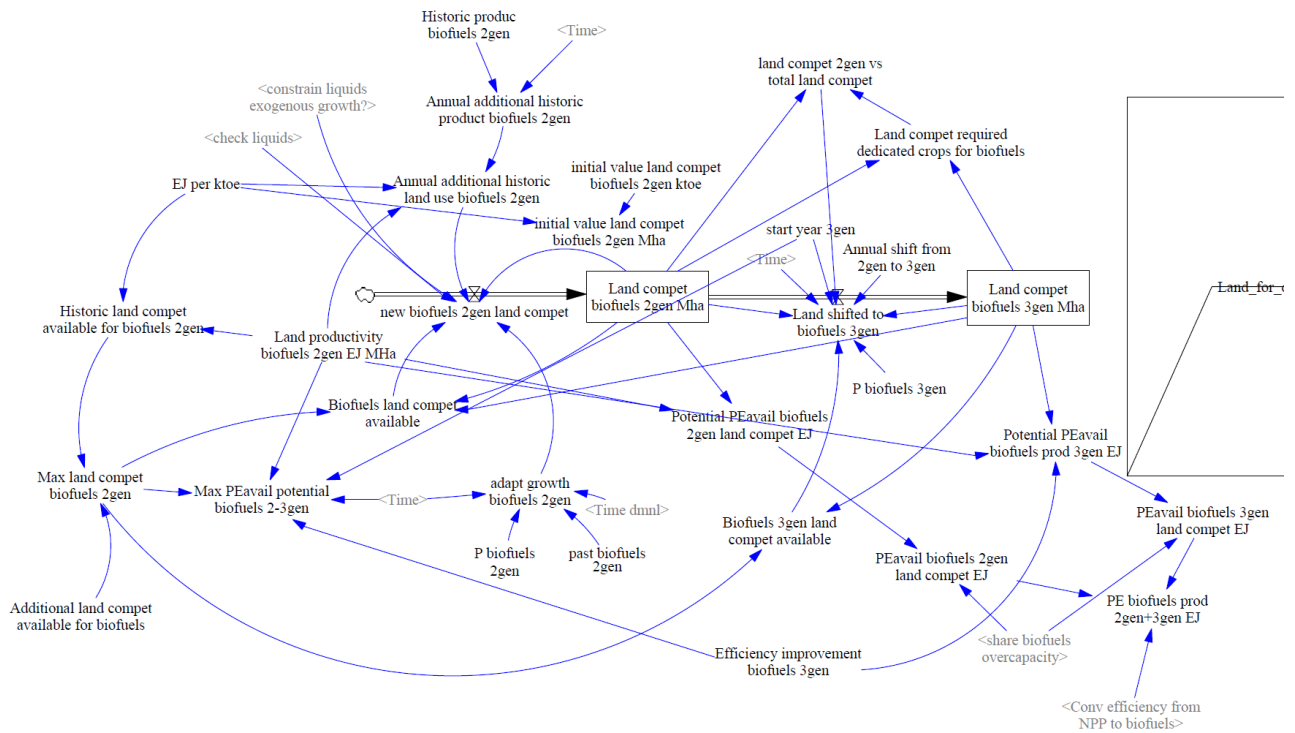 Historic produc
biofuels 2gen
<Time>
land compet 2gen vs
total land compet
<constrain liquids
exogenous growth?>
Annual additional historic
product biofuels 2gen
<check liquids>
Land compet required
dedicated crops for biofuels
EJ per ktoe
Annual additional historic
land use biofuels 2gen
initial value land compet
biofuels 2gen ktoe
initial value land compet
biofuels 2gen Mha
start year 3gen
<Time>
Annual shift from
2gen to 3gen
Land compet
biofuels 2gen Mha
Land compet
biofuels 3gen Mha
Historic land compet
available for biofuels 2gen
new biofuels 2gen land compet
Land shifted to
biofuels 3gen
Land productivity
biofuels 2gen EJ MHa
P biofuels 3gen
Biofuels land compet
available
Potential PEavail biofuels
2gen land compet EJ
Potential PEavail
biofuels prod 3gen EJ
Max land compet
biofuels 2gen
Max PEavail potential
biofuels 2-3gen
<Time>
adapt growth
biofuels 2gen
<Time dmnl>
Biofuels 3gen land
compet available
PEavail biofuels 3gen
land compet EJ
P biofuels
2gen
past biofuels
2gen
PEavail biofuels 2gen
land compet EJ
PE biofuels prod
2gen+3gen EJ
Additional land compet
available for biofuels
<share biofuels
overcapacity>
Efficiency improvement
biofuels 3gen
<Conv efficiency from
NPP to biofuels>